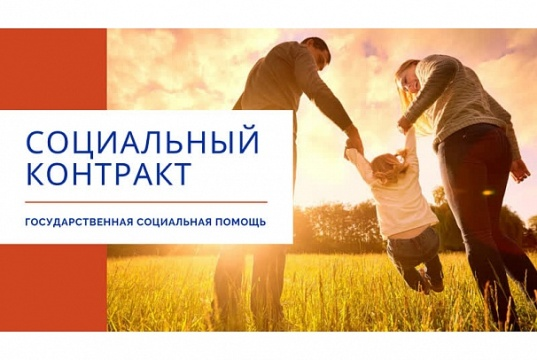 СОЦИАЛЬНЫЙ
КОНТРАКТ
ГОСУДАРСТВЕННАЯ СОЦИАЛЬНАЯ ПОМОЩЬ